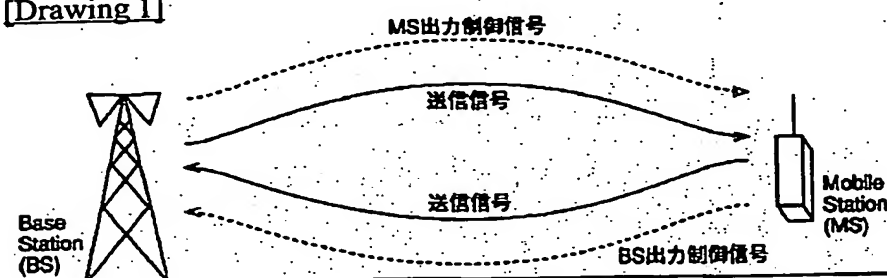 [Drawing 1]
MS出力制御信号
送信信号
送信信号
BS出力制御信号
Base
Station
(BS)
Mobile
Station
(MS)